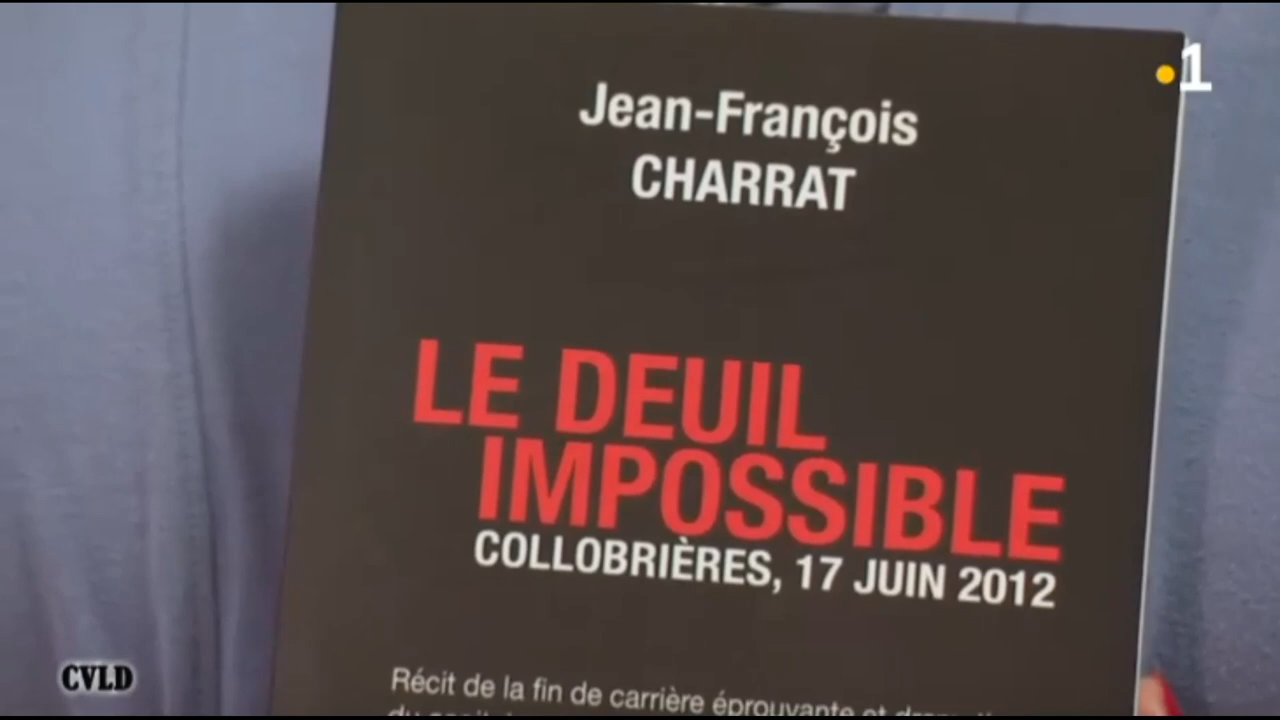 1
Jean-François
CHARRAT
LE DEUIL
IMPOSSIBLE
COLLOBRIÈRES, 17 JUIN 2012
CVLD
Récit de la fin de carrière éprouvante et